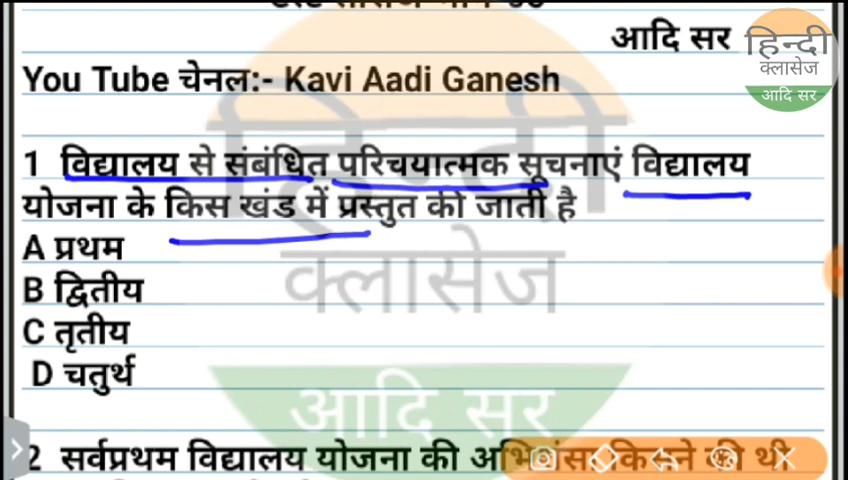 आदि सर
हिन्दी
क्लासेज
आदि सर
You Tube चेनल:- Kavi Aadi Ganesh
1 विद्यालय से संबंधित परिचयात्मक सूचनाएं विद्यालय
योजना के किस खंड में प्रस्तुत की जाती है
A प्रथम
B द्वितीय
C तृतीय
D चतुर्थ
हिन्दी
क्लासेज
आदि सर
2 सर्वप्रथम विद्यालय योजना की किसने की थी